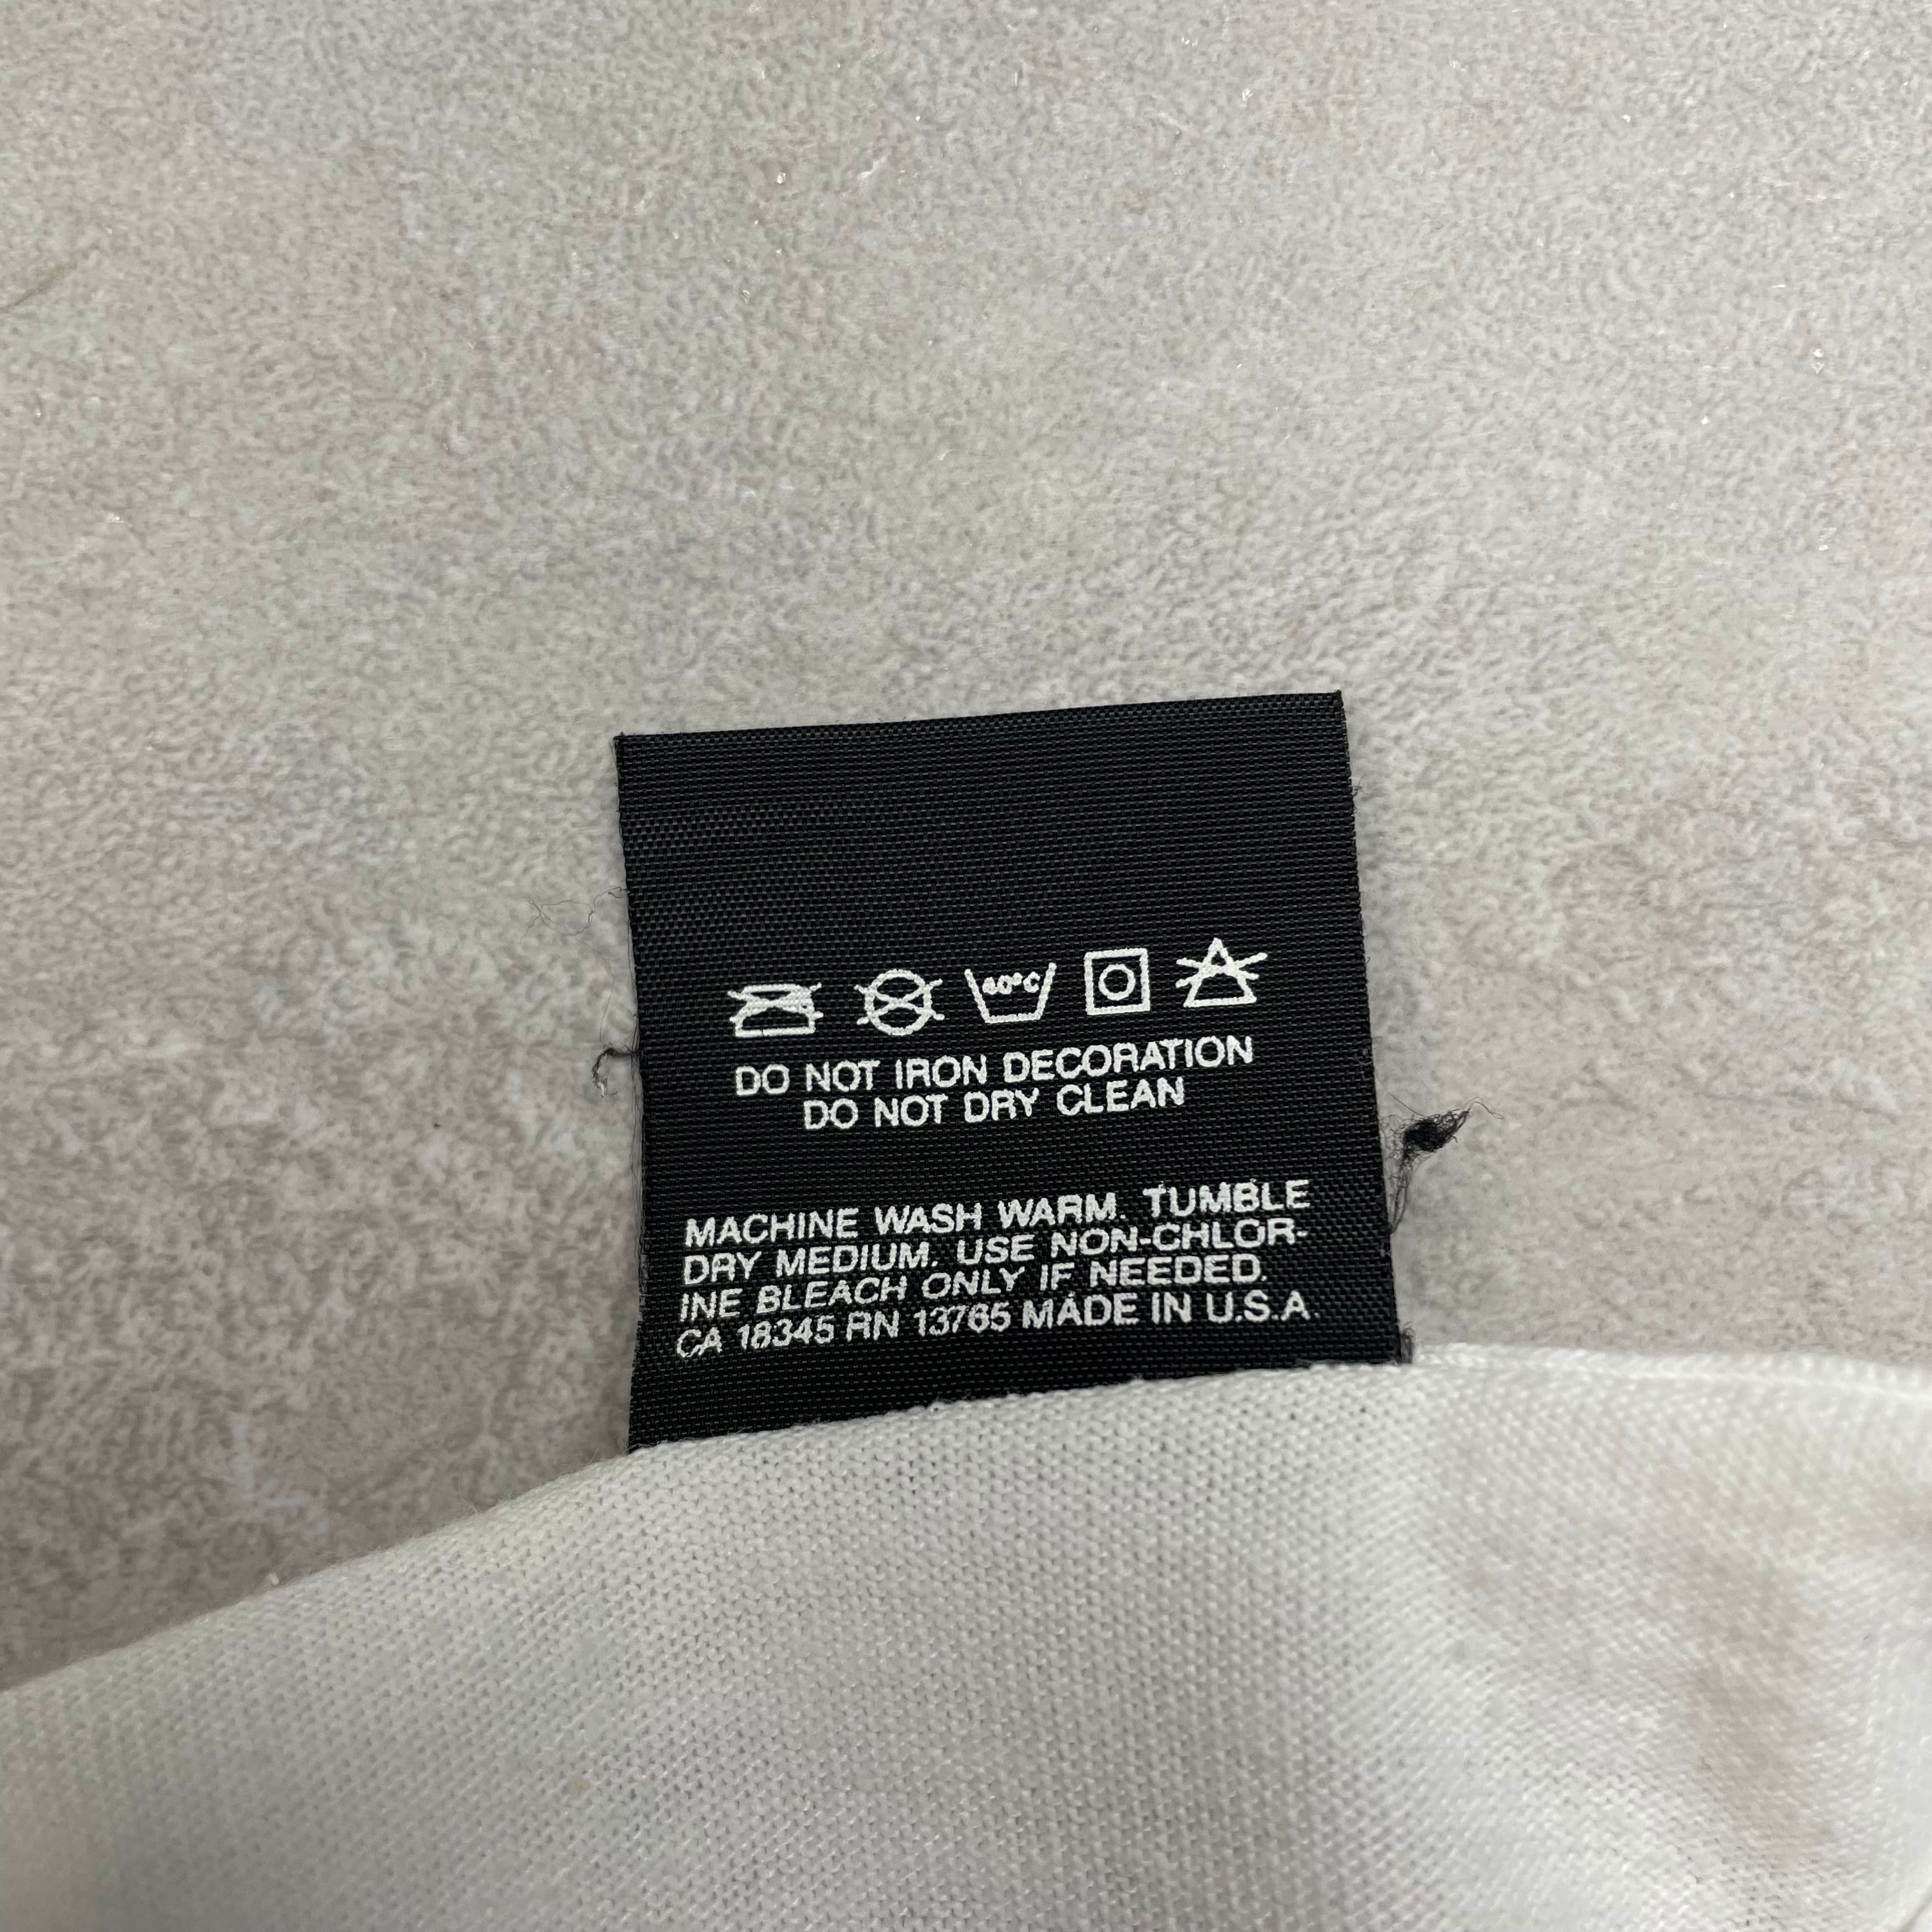 40°C
DO NOT IRON DECORATION
DO NOT DRY CLEAN
MACHINE WASH WARM. TUMBLE
DRY MEDIUM. USE NON-CHLOR-
INE BLEACH ONLY IF NEEDED.
CA 18345 RN 13765 MADE IN U.S.A.